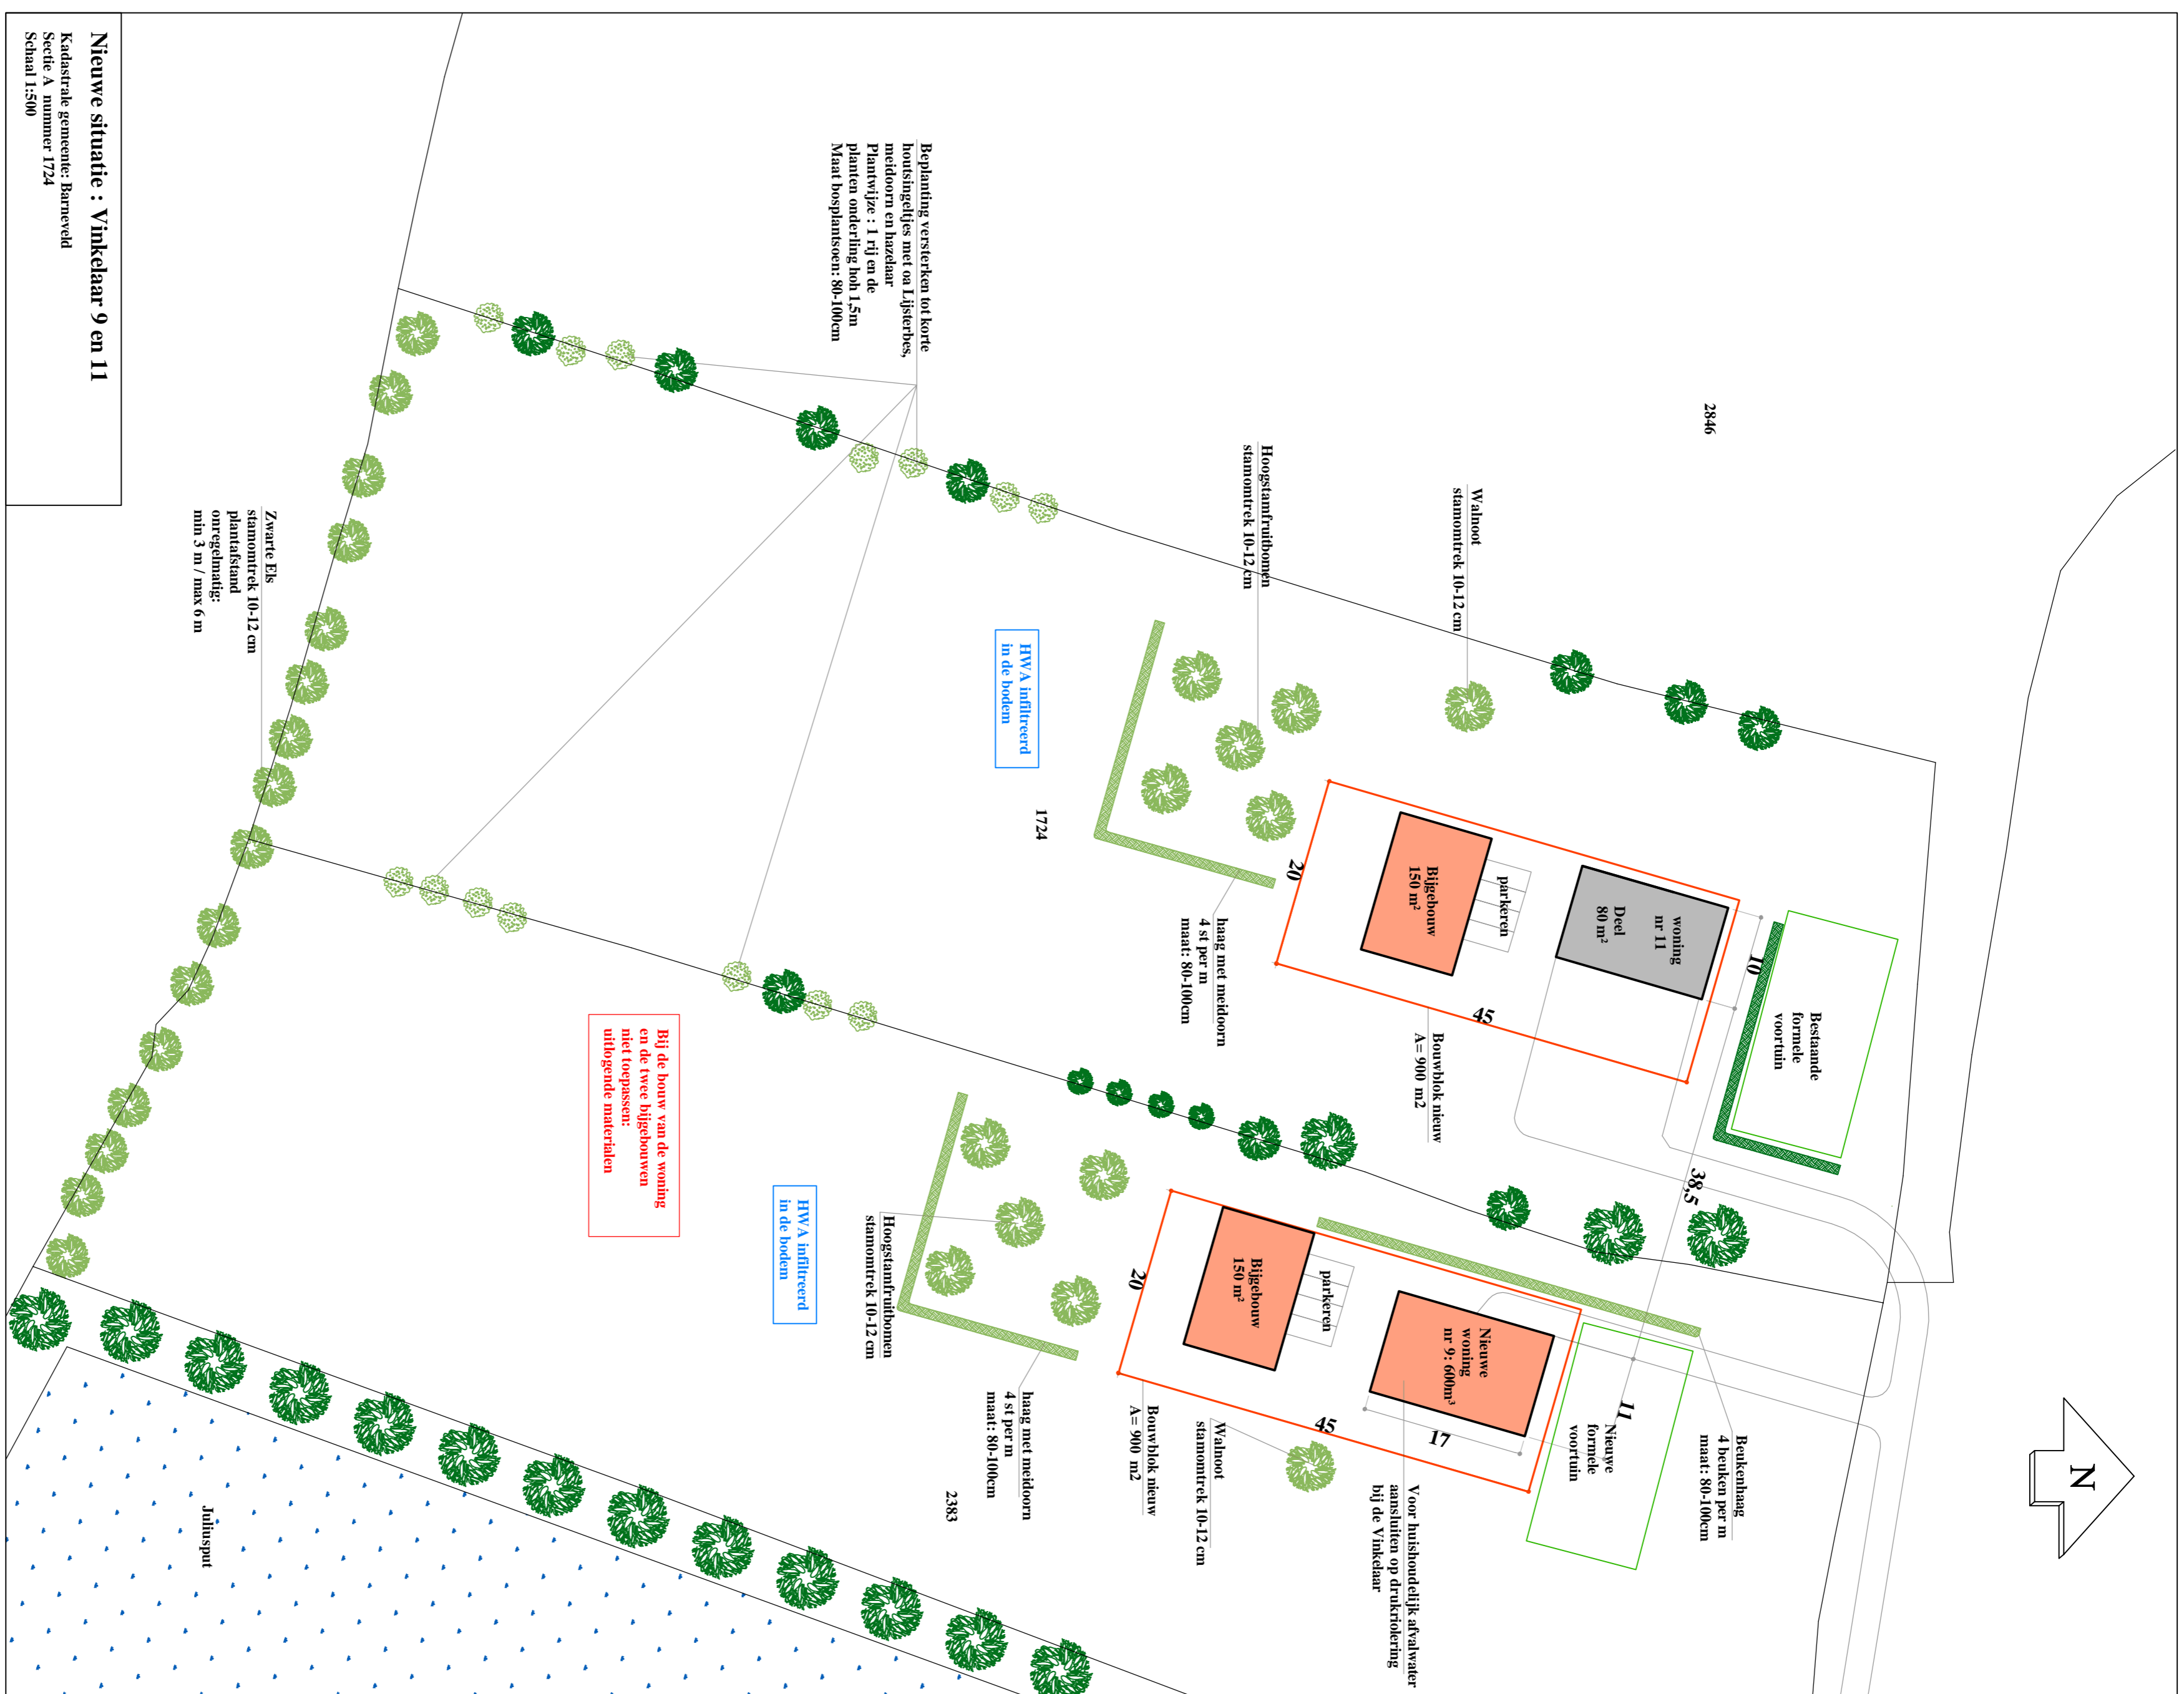 Nieuwe situatie : Vinkelaar 9 en 11
Kadastrale gemeente: Barneveld
Sectie A nummer 1724
Schaal 1:500
Beplanting versterken tot korte
houtsingeltjes met oa Lijsterbes,
meidoorn en hazelaar
Plantwijze : 1 rij en de
planten onderling hoh 1,5m
Maat bosplantsoen: 80-100cm
2846
Walnoot
stamomtrek 10-12 cm
Hoogstamfruitbomen
stamomtrek 10-12 cm
Zwarte Els
stamomtrek 10-12 cm
plantafstand
onregelmatig:
min 3 m / max 6 m
HWA infiltreerd
in de bodem
1724
20
Bijgebouw
150 m²
parkeren
Deel
80 m²
woning
nr 11
10
45
Bestaande
formele
voortuin
haag met meidoorn
4 st per m
maat: 80-100cm
Bouwblok nieuw
A= 900 m2
38,5
Bij de bouw van de woning
en de twee bijgebouwen
niet toepassen:
uitlogende materialen
HWA infiltreerd
in de bodem
Hoogstamfruitbomen
stamomtrek 10-12 cm
20
Bijgebouw
150 m²
parkeren
Nieuwe
woning
nr 9: 600m³
11
17
45
Nieuwe
formele
voortuin
Beukenhaag
4 beuken per m
maat: 80-100cm
haag met meidoorn
4 st per m
maat: 80-100cm
Bouwblok nieuw
A= 900 m2
Walnoot
stamomtrek 10-12 cm
Voor huishoudelijk afvalwater
aansluiten op drukriolering
bij de Vinkelaar
2383
Juliusput
N